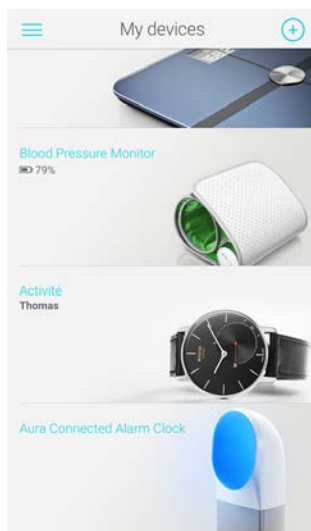 My devices
Blood Pressure Monitor
79%
Activité
Thomas
Aura Connected Alarm Clock